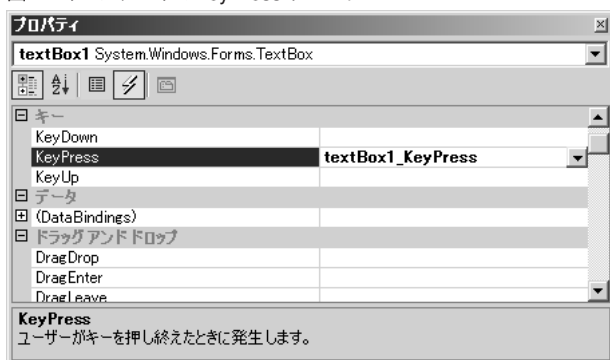 プロパティ
textBox1 System.Windows.Forms.TextBox
キー
KeyDown
KeyPress textBox1_KeyPress
KeyUp
データ
(DataBindings)
ドラッグ アンド ドロップ
DragDrop
DragEnter
DragLeave
KeyPress
ユーザーがキーを押し終えたときに発生します。